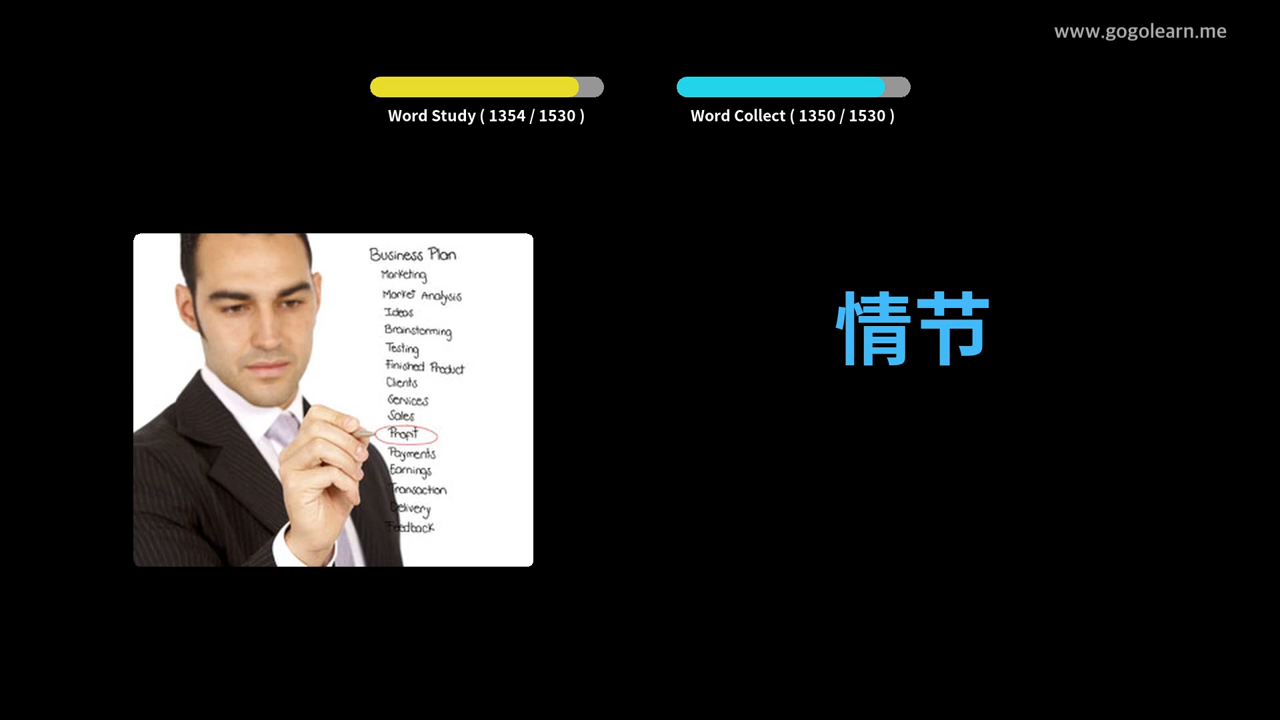 www.gogolearn.me
Word Study ( 1354 / 1530 )
Word Collect ( 1350 / 1530 )
Business Plan
Marketing
Market Analysis
Ideas
Brainstorming
Testing
Finished Product
Clients
Services
Sales
Profit
Payments
Earnings
Transaction
Delivery
Feedback
情节